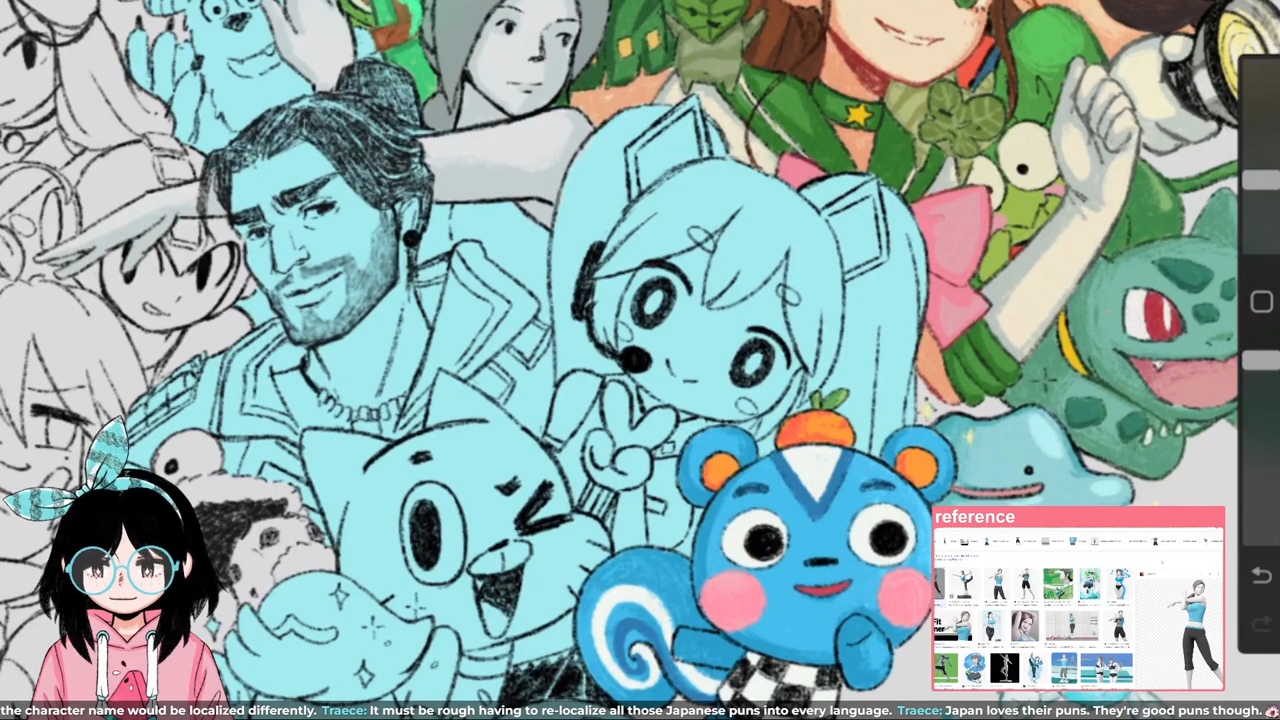 reference
the character name would be localized differently. Traece: It must be rough having to re-localize all those Japanese puns into every language. Traece: Japan loves their puns. They're good puns though.